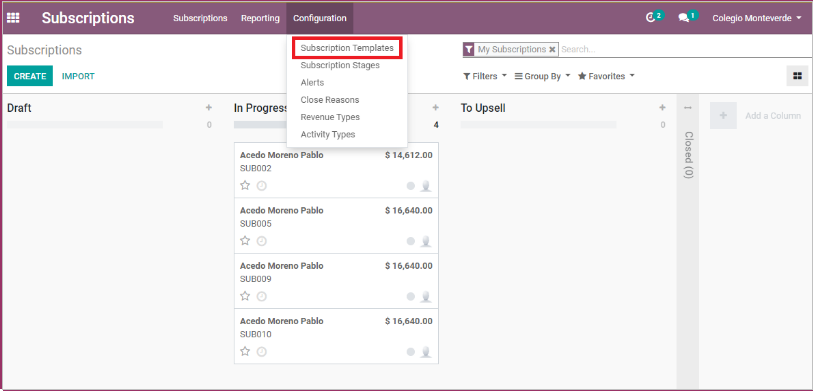 Subscriptions Subscriptions Reporting Configuration 2 1 Colegio Monteverde
Subscriptions
My Subscriptions × Search...
CREATE IMPORT
Filters Group By Favorites
Subscription Templates
Subscription Stages
Alerts
Close Reasons
Revenue Types
Activity Types
Draft
0
In Progress
4
To Upsell
0
Closed (0)
Add a Column
Acedo Moreno Pablo $ 14,612.00
SUB002
Acedo Moreno Pablo $ 16,640.00
SUB005
Acedo Moreno Pablo $ 16,640.00
SUB009
Acedo Moreno Pablo $ 16,640.00
SUB010